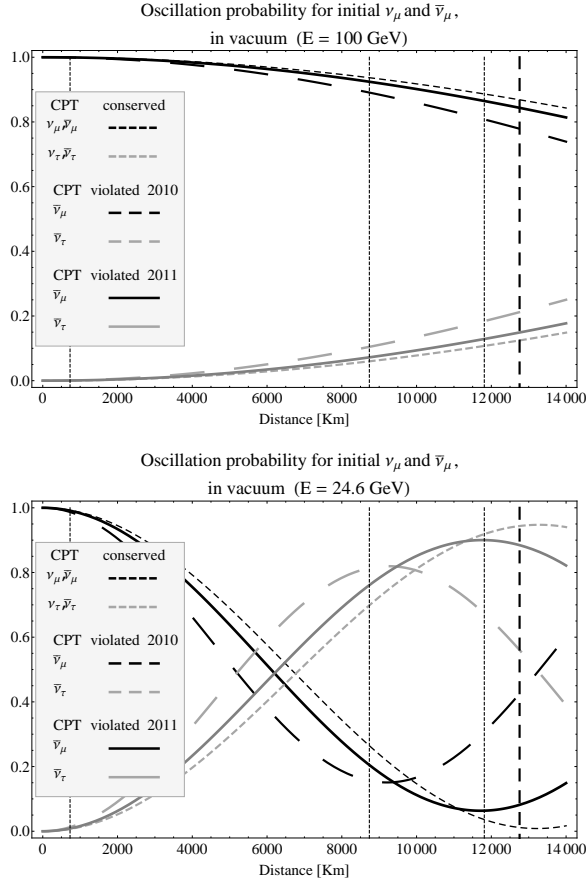 Oscillation probability for initial ν_μ and ν̅_μ,
in vacuum (E = 100 GeV)
1.0
0.8
0.6
0.4
0.2
0.0
CPT conserved
ν_μ,ν̅_μ
ν_τ,ν̅_τ
CPT violated 2010
ν̅_μ
ν̅_τ
CPT violated 2011
ν̅_μ
ν̅_τ
0 2000 4000 6000 8000 10 000 12 000 14 000
Distance [Km]
Oscillation probability for initial ν_μ and ν̅_μ,
in vacuum (E = 24.6 GeV)
1.0
0.8
0.6
0.4
0.2
0.0
CPT conserved
ν_μ,ν̅_μ
ν_τ,ν̅_τ
CPT violated 2010
ν̅_μ
ν̅_τ
CPT violated 2011
ν̅_μ
ν̅_τ
0 2000 4000 6000 8000 10 000 12 000 14 000
Distance [Km]